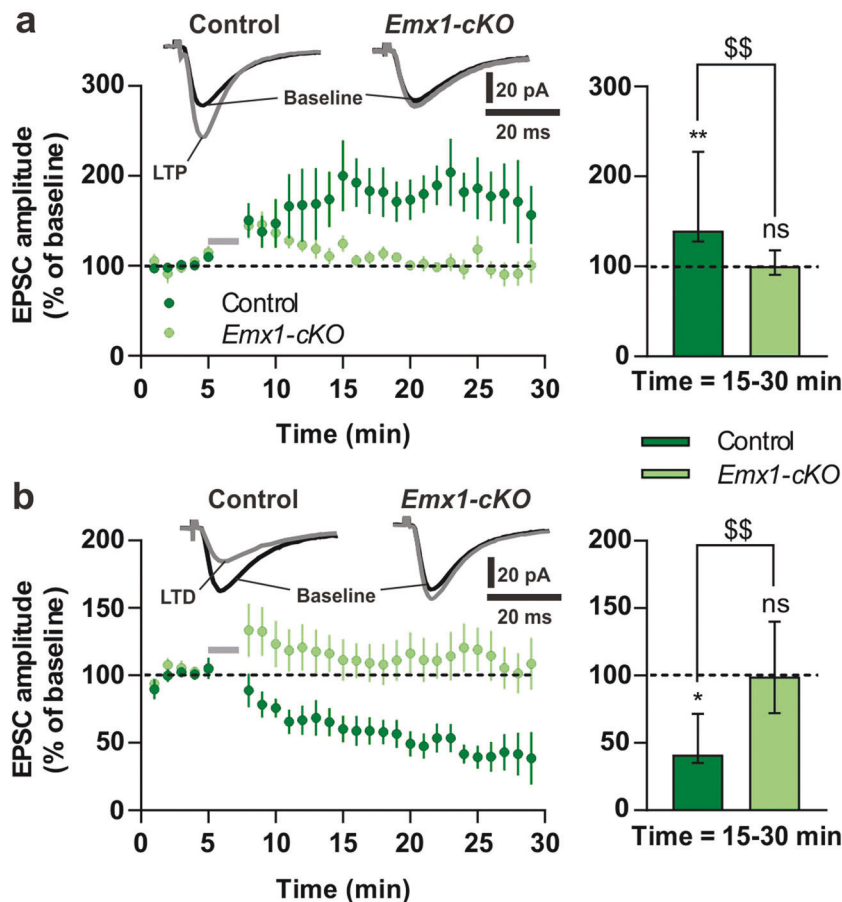 a
Control
Emx1-cKO
Baseline
LTP
20 pA
20 ms
EPSC amplitude
(% of baseline)
300
200
100
0
Control
Emx1-cKO
0 5 10 15 20 25 30
Time (min)
$$
**
ns
300
200
100
0
Time = 15-30 min
Control
Emx1-cKO
b
Control
Emx1-cKO
LTD
Baseline
20 pA
20 ms
EPSC amplitude
(% of baseline)
200
150
100
50
0
0 5 10 15 20 25 30
Time (min)
$$
*
ns
200
150
100
50
0
Time = 15-30 min